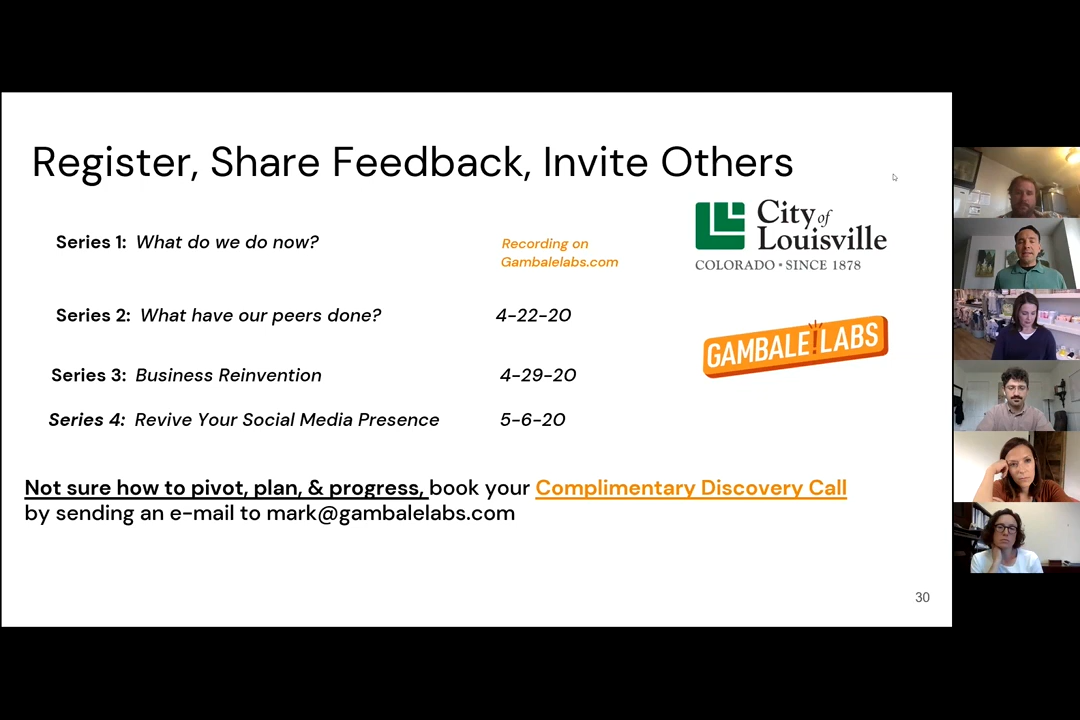 Register, Share Feedback, Invite Others
Series 1: What do we do now?
Recording on
Gambalelabs.com
City of
Louisville
COLORADO • SINCE 1878
Series 2: What have our peers done? 4-22-20
GAMBALE!LABS
Series 3: Business Reinvention 4-29-20
Series 4: Revive Your Social Media Presence 5-6-20
Not sure how to pivot, plan, & progress, book your Complimentary Discovery Call
by sending an e-mail to mark@gambalelabs.com
30